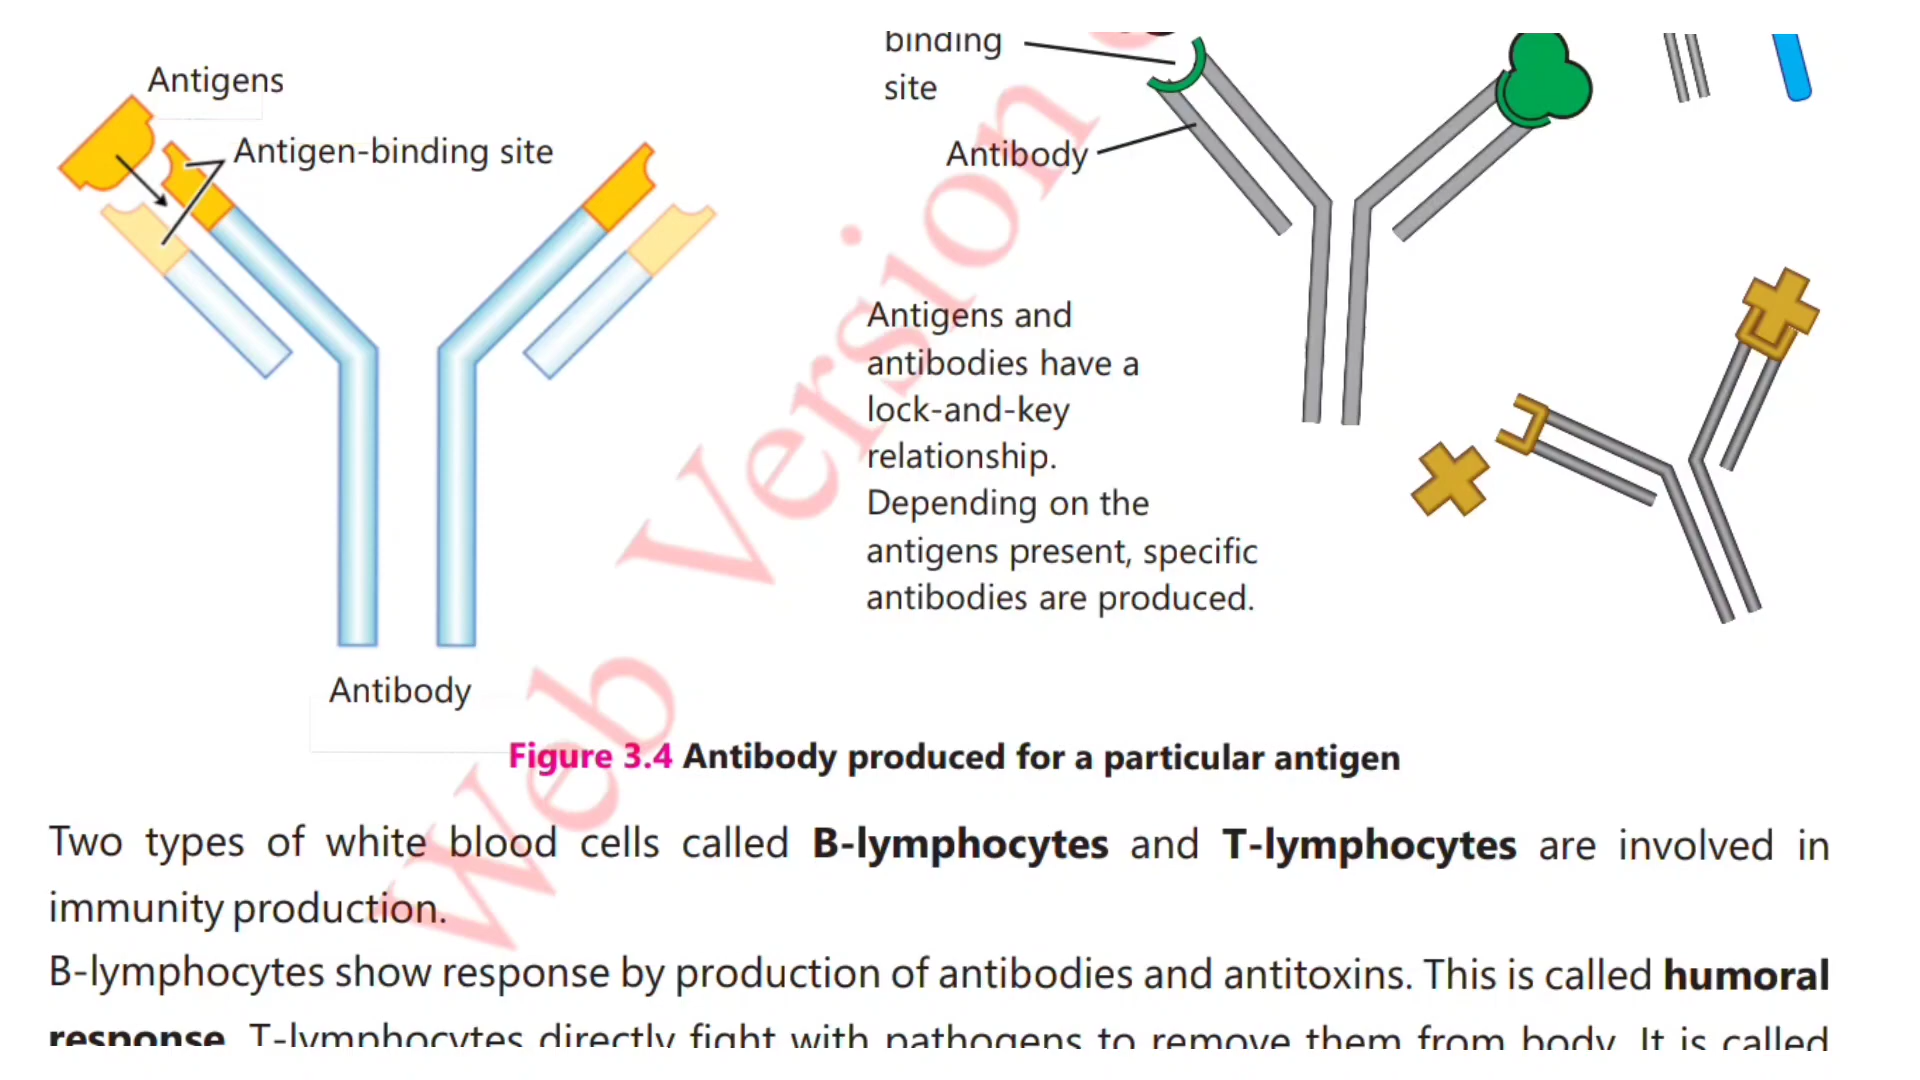 Antigens
Antigen-binding site
Antibody
binding
site
Antibody
Antigens and
antibodies have a
lock-and-key
relationship.
Depending on the
antigens present, specific
antibodies are produced.
Figure 3.4 Antibody produced for a particular antigen
Two types of white blood cells called B-lymphocytes and T-lymphocytes are involved in
immunity production.
B-lymphocytes show response by production of antibodies and antitoxins. This is called humoral
response. T-lymphocytes directly fight with pathogens to remove them from body. It is called
Web Version